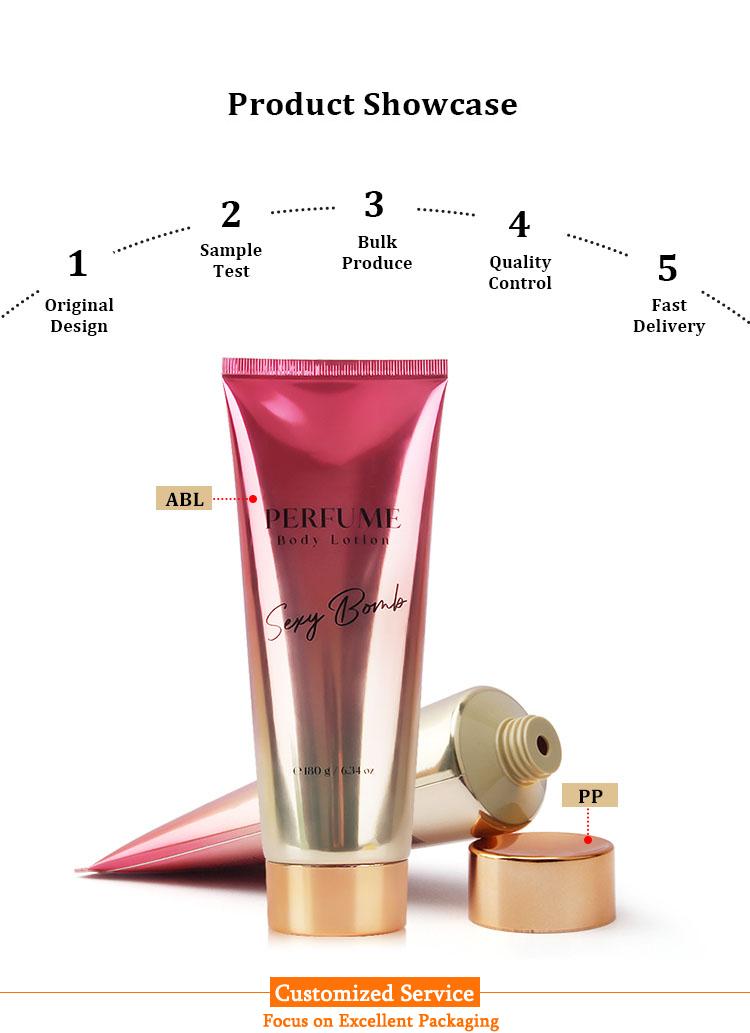 Product Showcase
1
Original
Design
2
Sample
Test
3
Bulk
Produce
4
Quality
Control
5
Fast
Delivery
ABL
PERFUME
Body Lotion
Sexy Bomb
e 180 g / 6.34 oz
PP
Customized Service
Focus on Excellent Packaging